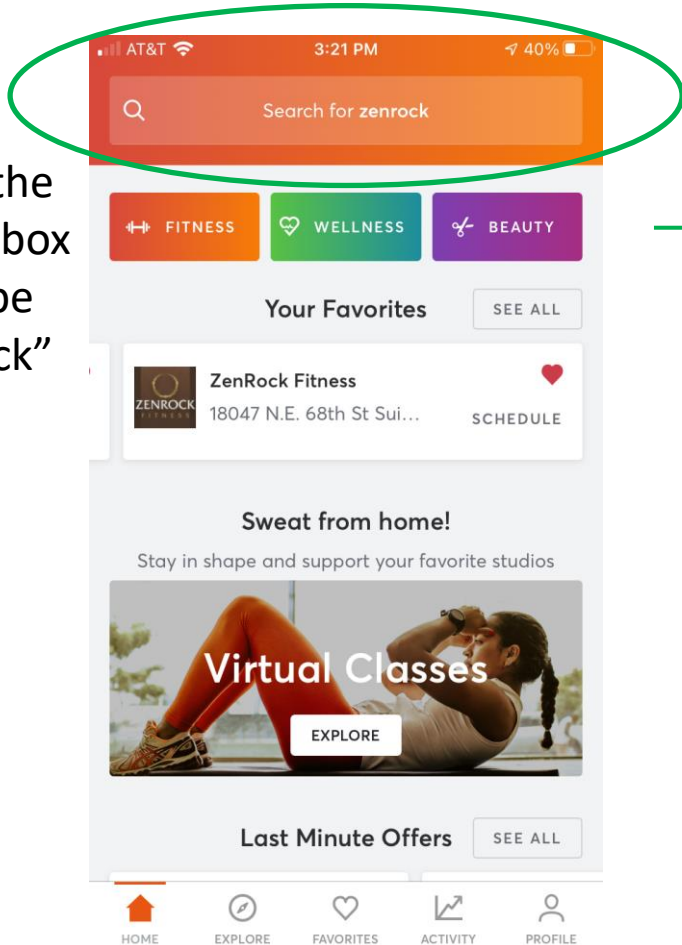 AT&T 3:21 PM 40%
Search for zenrock
the
box
pe
ck”
FITNESS WELLNESS BEAUTY
Your Favorites SEE ALL
ZENROCK
FITNESS
ZenRock Fitness
18047 N.E. 68th St Sui...
SCHEDULE
Sweat from home!
Stay in shape and support your favorite studios
Virtual Classes
EXPLORE
Last Minute Offers SEE ALL
HOME EXPLORE FAVORITES ACTIVITY PROFILE